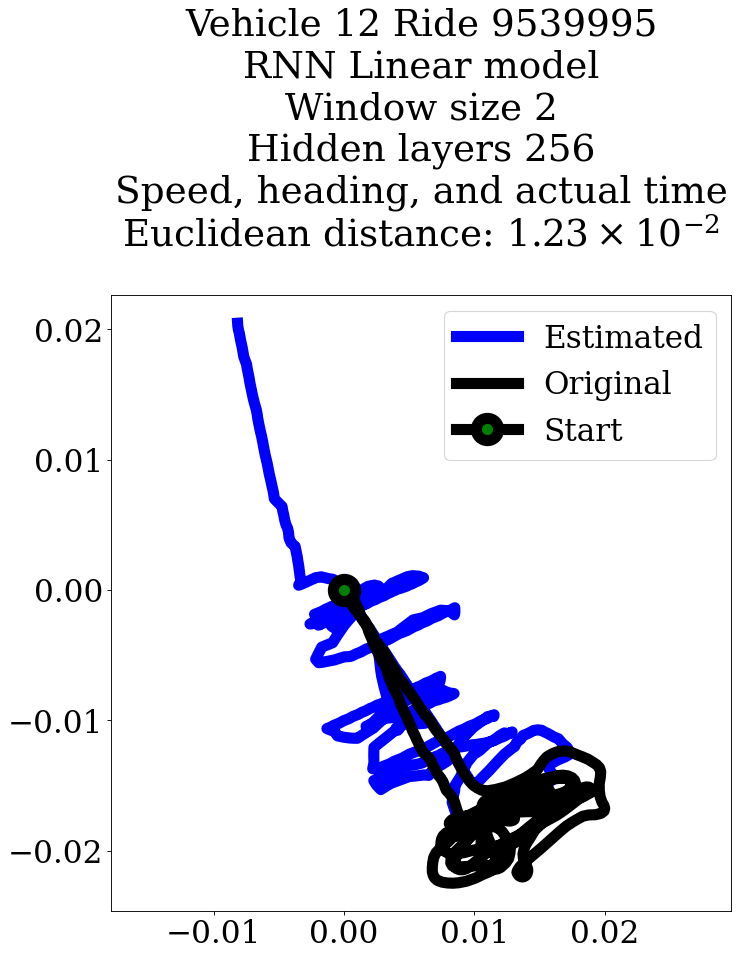 Vehicle 12 Ride 9539995
RNN Linear model
Window size 2
Hidden layers 256
Speed, heading, and actual time
Euclidean distance: 1.23 × 10⁻²
Estimated
Original
Start
0.02
0.01
0.00
−0.01
−0.02
−0.01 0.00 0.01 0.02